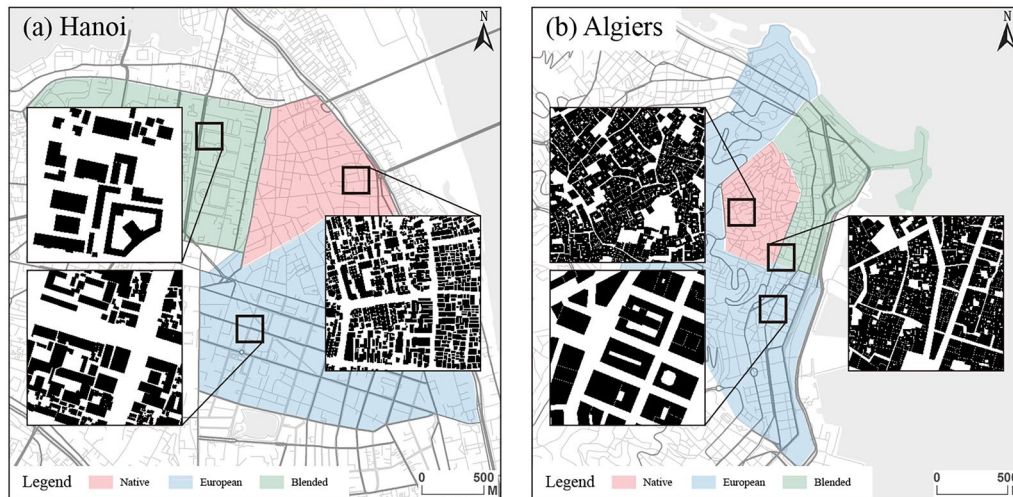 (a) Hanoi
N
Legend Native European Blended
0 500
M
(b) Algiers
N
Legend Native European Blended
0 500
M